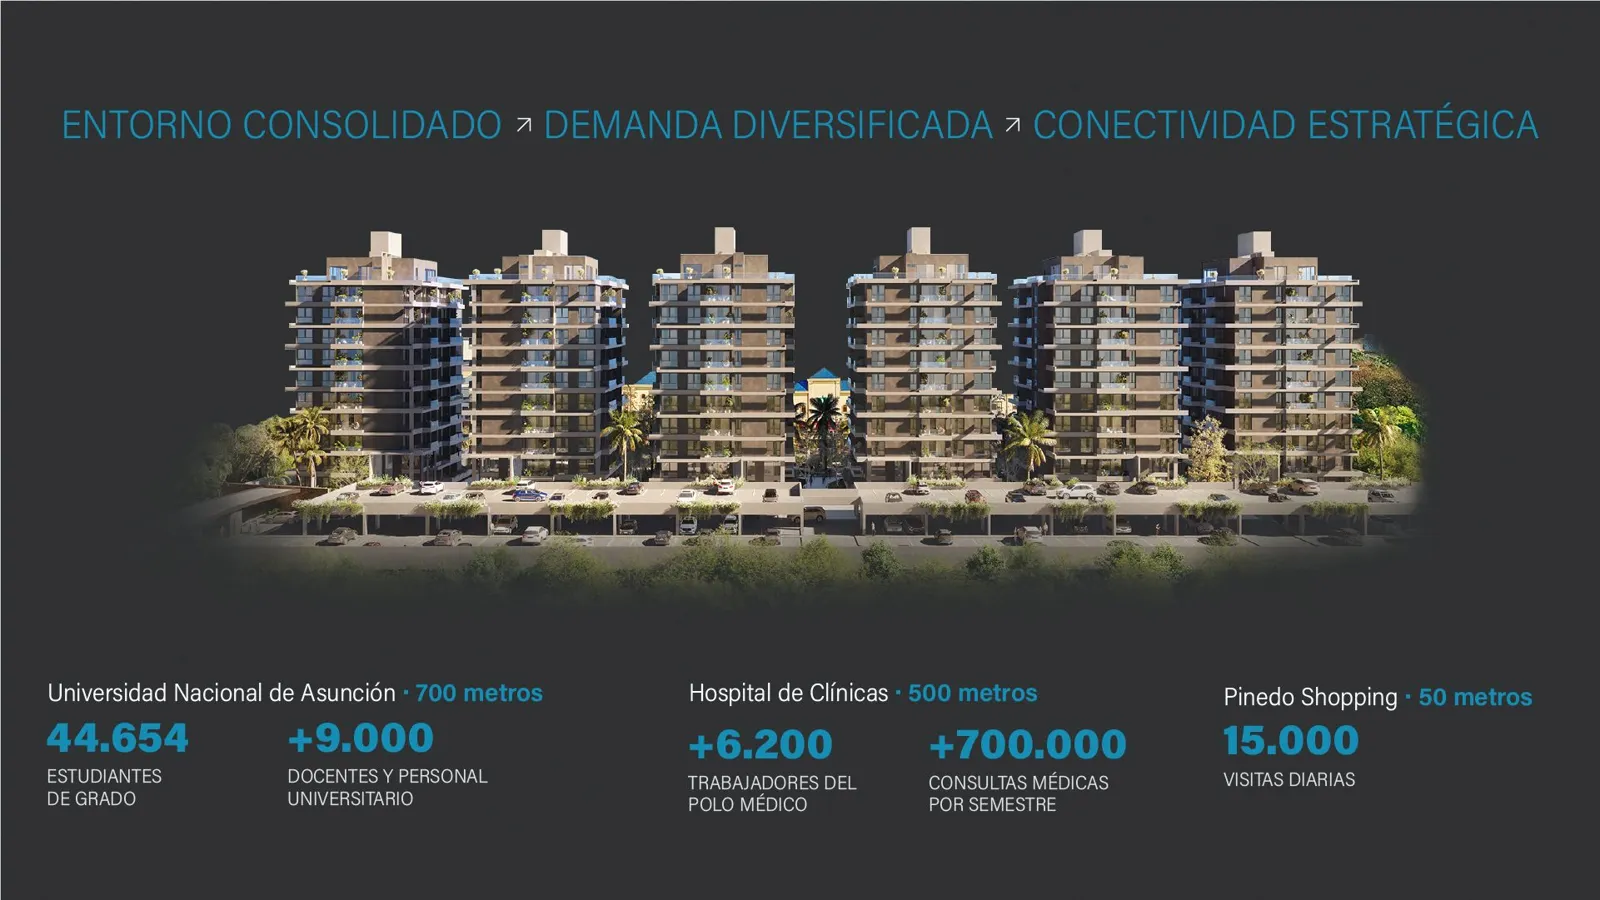 ENTORNO CONSOLIDADO ↗ DEMANDA DIVERSIFICADA ↗ CONECTIVIDAD ESTRATÉGICA
Universidad Nacional de Asunción · 700 metros
44.654
ESTUDIANTES
DE GRADO
+9.000
DOCENTES Y PERSONAL
UNIVERSITARIO
Hospital de Clínicas · 500 metros
+6.200
TRABAJADORES DEL
POLO MÉDICO
+700.000
CONSULTAS MÉDICAS
POR SEMESTRE
Pinedo Shopping · 50 metros
15.000
VISITAS DIARIAS